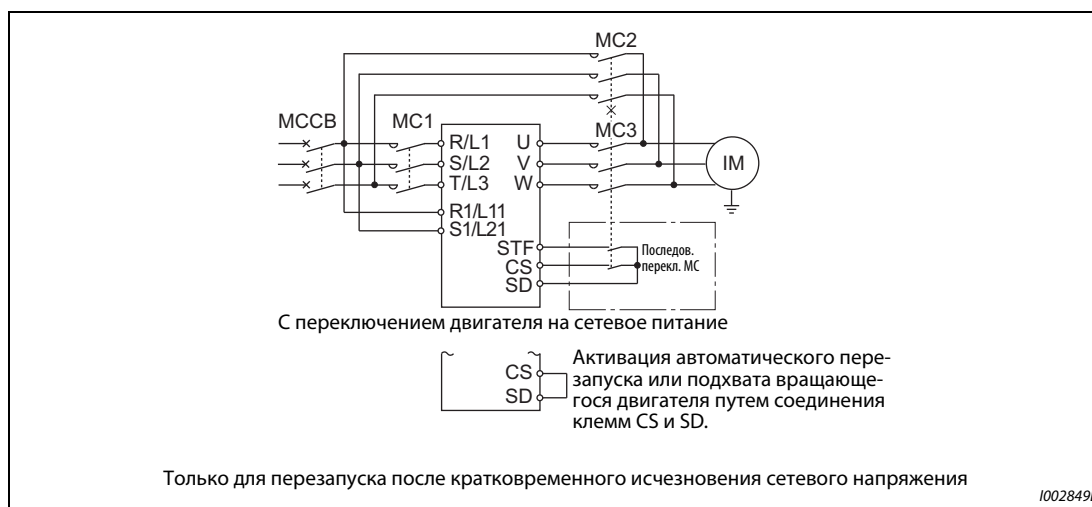 MC2
MCCB
MC1
MC3
R/L1
U
S/L2
V
IM
T/L3
W
R1/L11
S1/L21
STF
CS
SD
Последов.
перекл. МС
С переключением двигателя на сетевое питание
CS
SD
Активация автоматического пере-
запуска или подхвата вращающе-
гося двигателя путем соединения
клемм CS и SD.
Только для перезапуска после кратковременного исчезновения сетевого напряжения